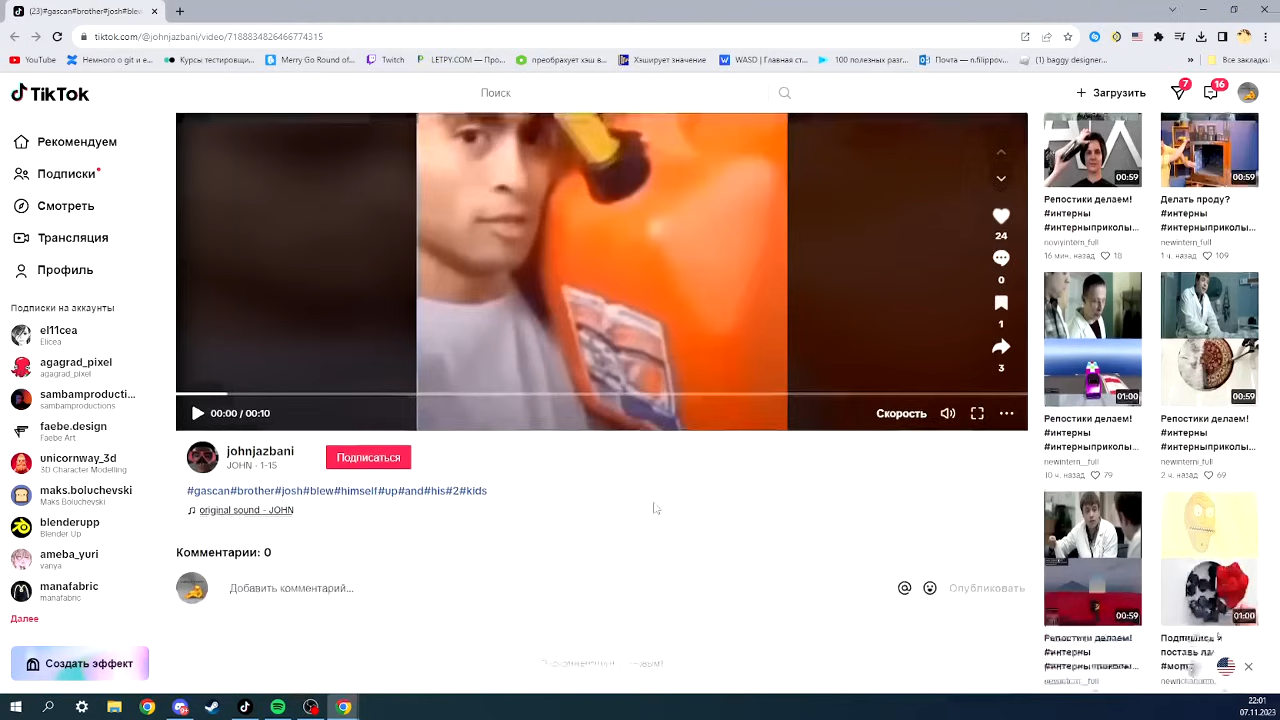 (23)#gascan#brother#josh#ble
tiktok.com/@johnjazbani/video/7188834826466774315
YouTube
Немного о git и e...
Курсы тестировщи...
Merry Go Round of...
Twitch
LETPY.COM — Про...
преобрахует хэш в...
Хэширует значение
WASD | Главная ст...
100 полезных разг...
Почта — n.filippov...
(1) baggy designer...
Все закладки
TikTok
Поиск
Загрузить
7
16
Рекомендуем
Подписки
Смотреть
Трансляция
Профиль
Подписки на аккаунты
el11cea
Elicea
agagrad_pixel
agagrad_pixel
sambamproducti...
sambamproductions
faebe.design
Faebe Art
unicornway_3d
3D Character Modelling
maks.boluchevski
Maks Boluchevski
blenderupp
Blender Up
ameba_yuri
vanya
manafabric
manafabric
Далее
Создать эффект
24
0
1
3
00:00 / 00:10
Скорость
johnjazbani
JOHN · 1-15
Подписаться
#gascan#brother#josh#blew#himself#up#and#his#2#kids
original sound - JOHN
Комментарии: 0
Добавить комментарий...
Опубликовать
00:59
Репостики делаем!
#интерны
#интерныприколы...
noviyintern_full
16 мин. назад 18
00:59
Делать проду?
#интерны
#интерныприколы...
newintern_full
1 ч. назад 109
01:00
Репостики делаем!
#интерны
#интерныприколы...
newintern__full
10 ч. назад 79
00:59
Репостики делаем!
#интерны
#интерныприколы...
newinterni_full
2 ч. назад 69
00:59
Репостики делаем!
#интерны
01:00
22:01
07.11.2023